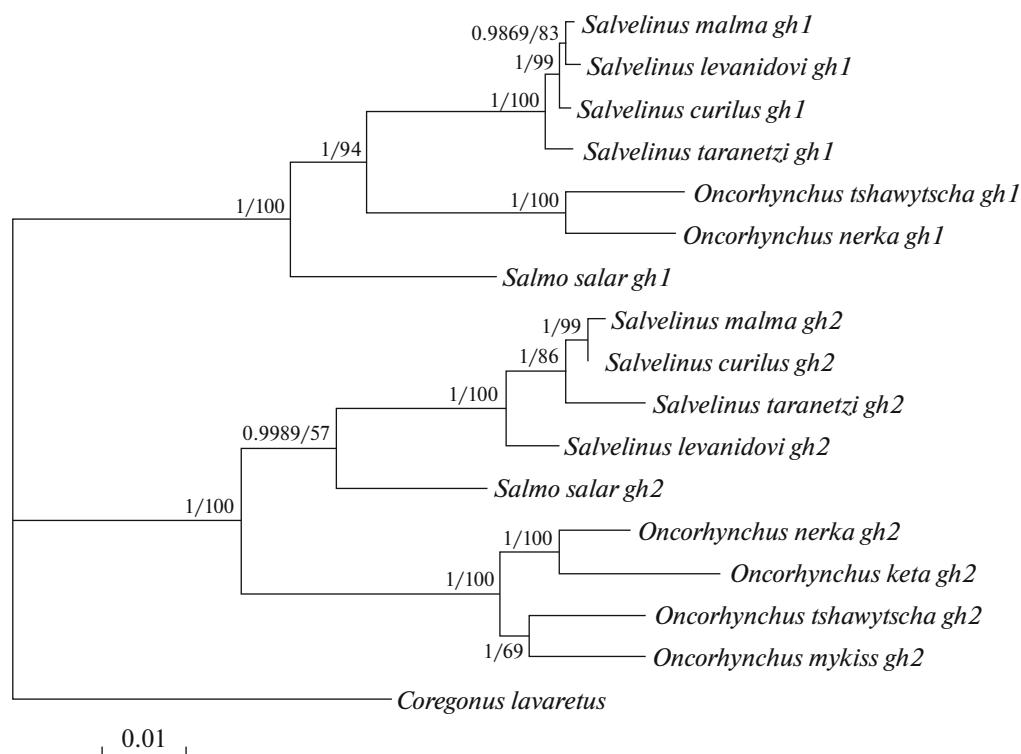 Salvelinus malma gh1
0.9869/83
Salvelinus levanidovi gh1
1/99
Salvelinus curilus gh1
1/100
Salvelinus taranetzi gh1
1/94
Oncorhynchus tshawytscha gh1
1/100
1/100
Oncorhynchus nerka gh1
Salmo salar gh1
Salvelinus malma gh2
1/99
Salvelinus curilus gh2
1/86
Salvelinus taranetzi gh2
1/100
0.9989/57
Salvelinus levanidovi gh2
Salmo salar gh2
1/100
Oncorhynchus nerka gh2
1/100
Oncorhynchus keta gh2
1/100
Oncorhynchus tshawytscha gh2
1/69
Oncorhynchus mykiss gh2
Coregonus lavaretus
0.01